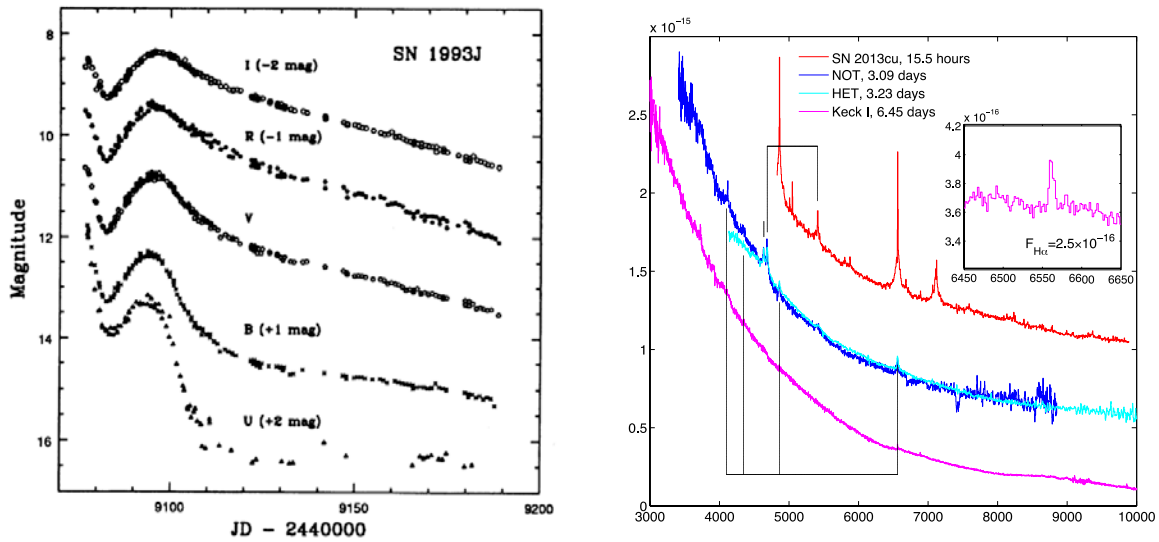 SN 1993J
I (−2 mag)
R (−1 mag)
V
B (+1 mag)
U (+2 mag)
Magnitude
8
10
12
14
16
9100
9150
9200
JD − 2440000
x 10⁻¹⁵
SN 2013cu, 15.5 hours
NOT, 3.09 days
HET, 3.23 days
Keck I, 6.45 days
2.5
2
1.5
1
0.5
0
3000
4000
5000
6000
7000
8000
9000
10000
x 10⁻¹⁶
4.2
4
3.8
3.6
3.4
F_Hα=2.5×10⁻¹⁶
6450
6500
6550
6600
6650